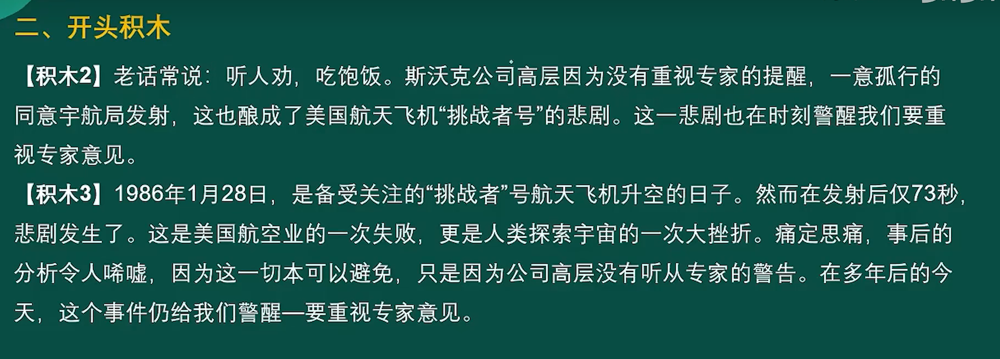 二、开头积木
【积木2】老话常说：听人劝，吃饱饭。斯沃克公司高层因为没有重视专家的提醒，一意孤行的
同意宇航局发射，这也酿成了美国航天飞机“挑战者号”的悲剧。这一悲剧也在时刻警醒我们要重
视专家意见。
【积木3】1986年1月28日，是备受关注的“挑战者”号航天飞机升空的日子。然而在发射后仅73秒，
悲剧发生了。这是美国航空业的一次失败，更是人类探索宇宙的一次大挫折。痛定思痛，事后的
分析令人唏嘘，因为这一切本可以避免，只是因为公司高层没有听从专家的警告。在多年后的今
天，这个事件仍给我们警醒—要重视专家意见。